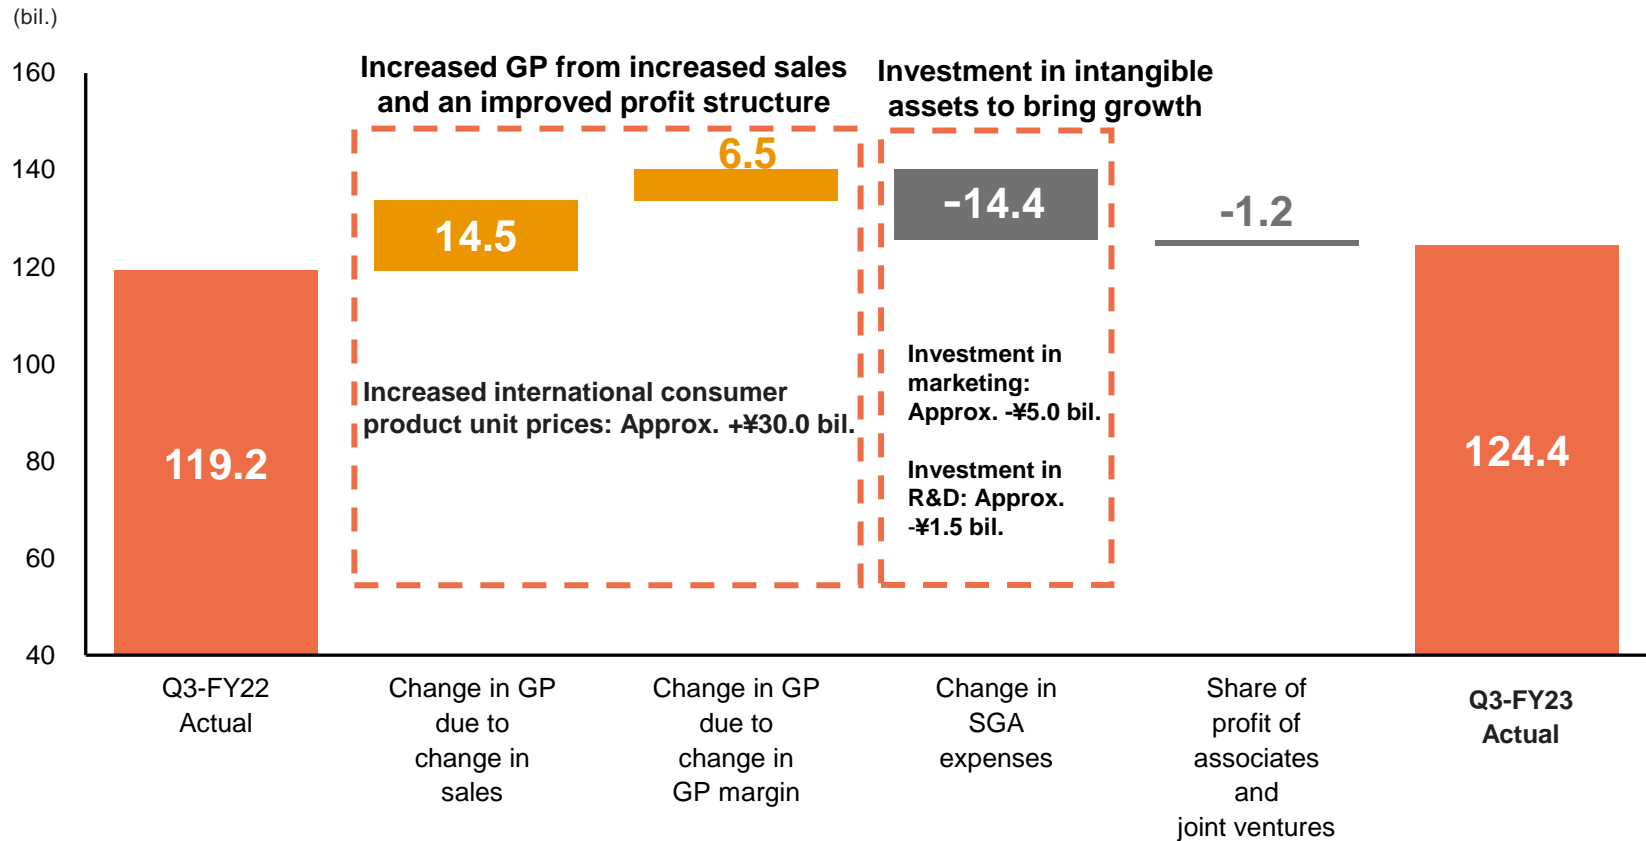 (bil.)
160
140
120
100
80
60
40
Increased GP from increased sales
and an improved profit structure
Investment in intangible
assets to bring growth
119.2
14.5
6.5
-14.4
-1.2
124.4
Increased international consumer
product unit prices: Approx. +¥30.0 bil.
Investment in
marketing:
Approx. -¥5.0 bil.
Investment in
R&D: Approx.
-¥1.5 bil.
Q3-FY22
Actual
Change in GP
due to
change in
sales
Change in GP
due to
change in
GP margin
Change in
SGA
expenses
Share of
profit of
associates
and
joint ventures
Q3-FY23
Actual